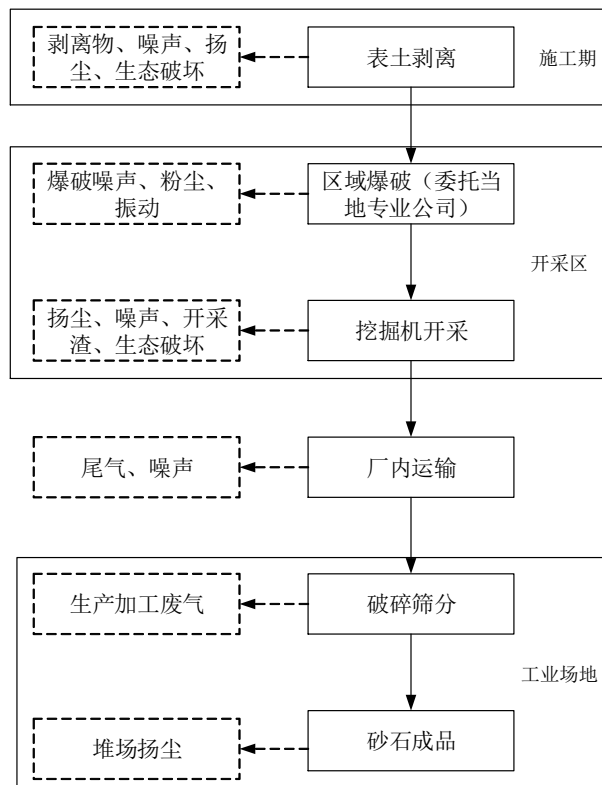 剥离物、噪声、扬
尘、生态破坏
表土剥离
施工期
爆破噪声、粉尘、
振动
区域爆破（委托当
地专业公司）
开采区
扬尘、噪声、开采
渣、生态破坏
挖掘机开采
尾气、噪声
厂内运输
生产加工废气
破碎筛分
工业场地
堆场扬尘
砂石成品